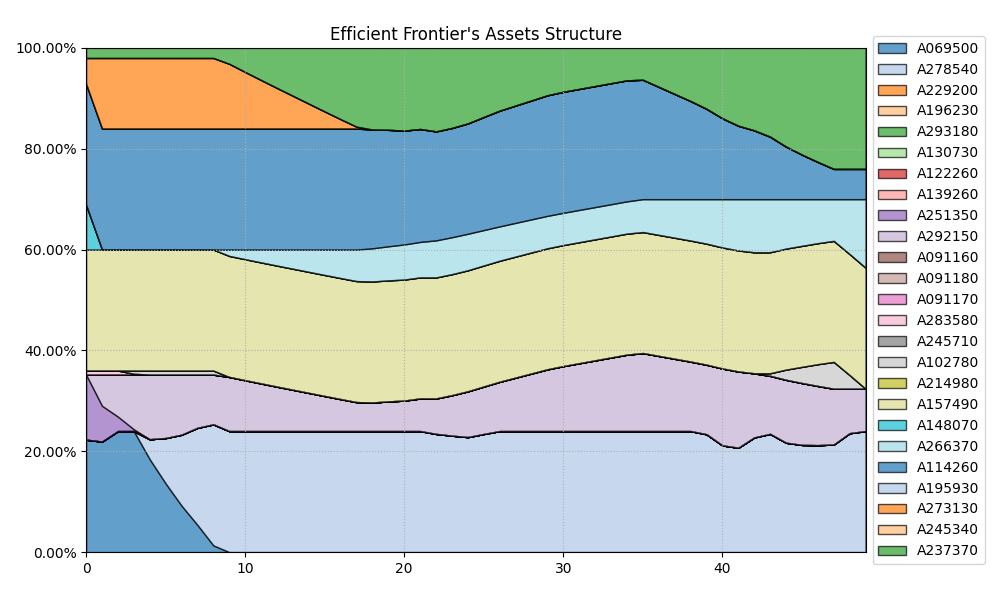 Efficient Frontier's Assets Structure
100.00%
80.00%
60.00%
40.00%
20.00%
0.00%
0
10
20
30
40
A069500
A278540
A229200
A196230
A293180
A130730
A122260
A139260
A251350
A292150
A091160
A091180
A091170
A283580
A245710
A102780
A214980
A157490
A148070
A266370
A114260
A195930
A273130
A245340
A237370